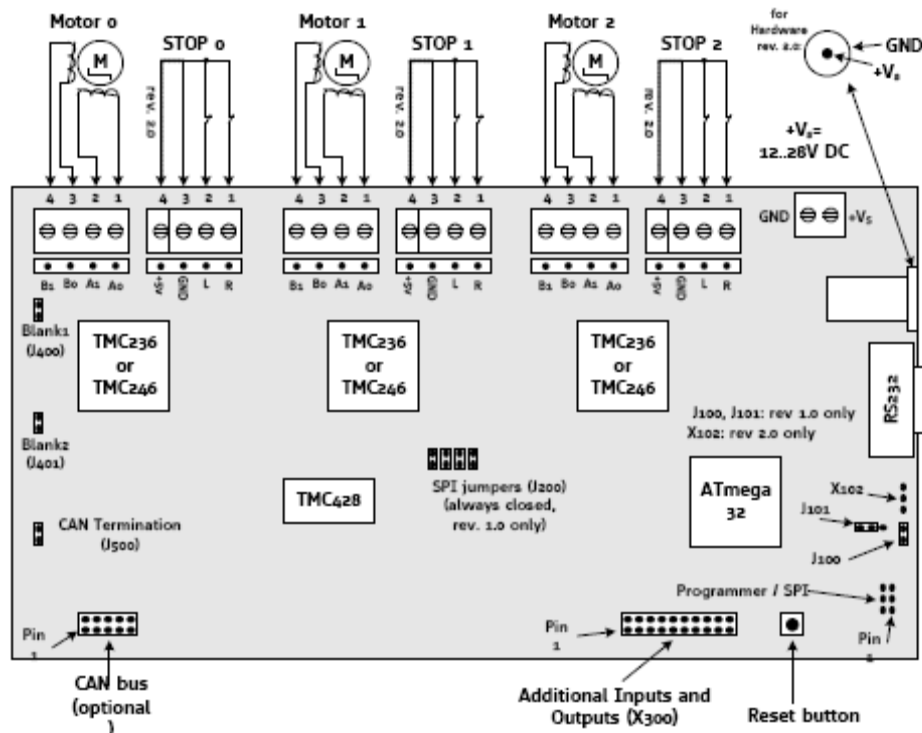 Motor 0
STOP 0
Motor 1
STOP 1
Motor 2
STOP 2
for
Hardware
rev. 2.0:
GND
+Vs
M
M
M
rev. 2.0
rev. 2.0
rev. 2.0
+Vs=
12..28V DC
4 3 2 1
4 3 2 1
4 3 2 1
4 3 2 1
4 3 2 1
4 3 2 1
GND
+Vs
B1 B0 A1 A0
+5v GND L R
B1 B0 A1 A0
+5v GND L R
B1 B0 A1 A0
+5v GND L R
Blank1
(J400)
TMC236
or
TMC246
TMC236
or
TMC246
TMC236
or
TMC246
RS232
J100, J101: rev 1.0 only
X102: rev 2.0 only
Blank2
(J401)
TMC428
SPI jumpers (J200)
(always closed,
rev. 1.0 only)
ATmega
32
X102
J101
J100
CAN Termination
(J500)
Programmer / SPI
Pin
1
Pin
1
Pin
1
CAN bus
(optional
)
Additional Inputs and
Outputs (X300)
Reset button